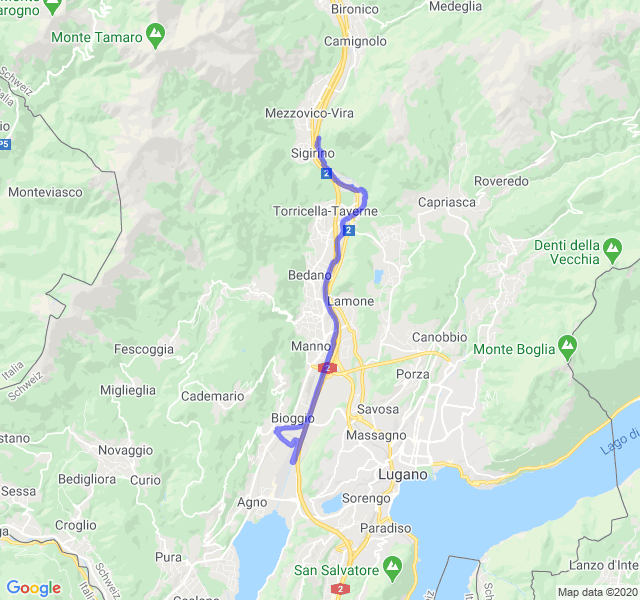 Bironico
Medeglia
arogno
Monte Tamaro
Camignolo
Schweiz
Italia
Mezzovico-Vira
P5
Sigirino
2
Roveredo
Monteviasco
Capriasca
Torricella-Taverne
2
Denti della
Vecchia
Bedano
Lamone
Canobbio
Manno
Fescoggia
Monte Boglia
2
Italia
Schweiz
Porza
Miglieglia
Cademario
Savosa
Bioggio
Massagno
Lago di
stano
Novaggio
Bedigliora
Curio
Lugano
Sessa
Agno
Sorengo
Croglio
Paradiso
Pura
San Salvatore
Lanzo d'Inte
2
Schweiz
Google
Map data ©2020